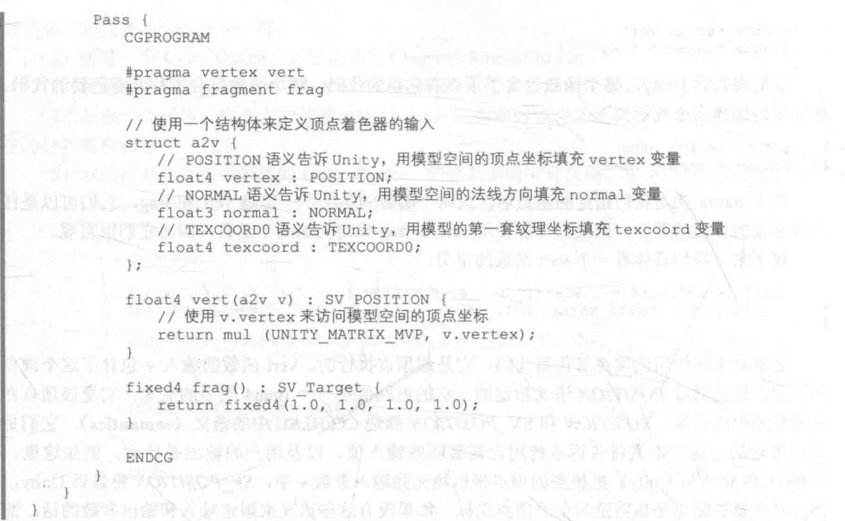 Pass {
CGPROGRAM
#pragma vertex vert
#pragma fragment frag
// 使用一个结构体来定义顶点着色器的输入
struct a2v {
// POSITION 语义告诉 Unity，用模型空间的顶点坐标填充 vertex 变量
float4 vertex : POSITION;
// NORMAL 语义告诉 Unity，用模型空间的法线方向填充 normal 变量
float3 normal : NORMAL;
// TEXCOORD0 语义告诉 Unity，用模型的第一套纹理坐标填充 texcoord 变量
float4 texcoord : TEXCOORD0;
};
float4 vert(a2v v) : SV_POSITION {
// 使用 v.vertex 来访问模型空间的顶点坐标
return mul (UNITY_MATRIX_MVP, v.vertex);
}
fixed4 frag() : SV_Target {
return fixed4(1.0, 1.0, 1.0, 1.0);
}
ENDCG
}
}
}